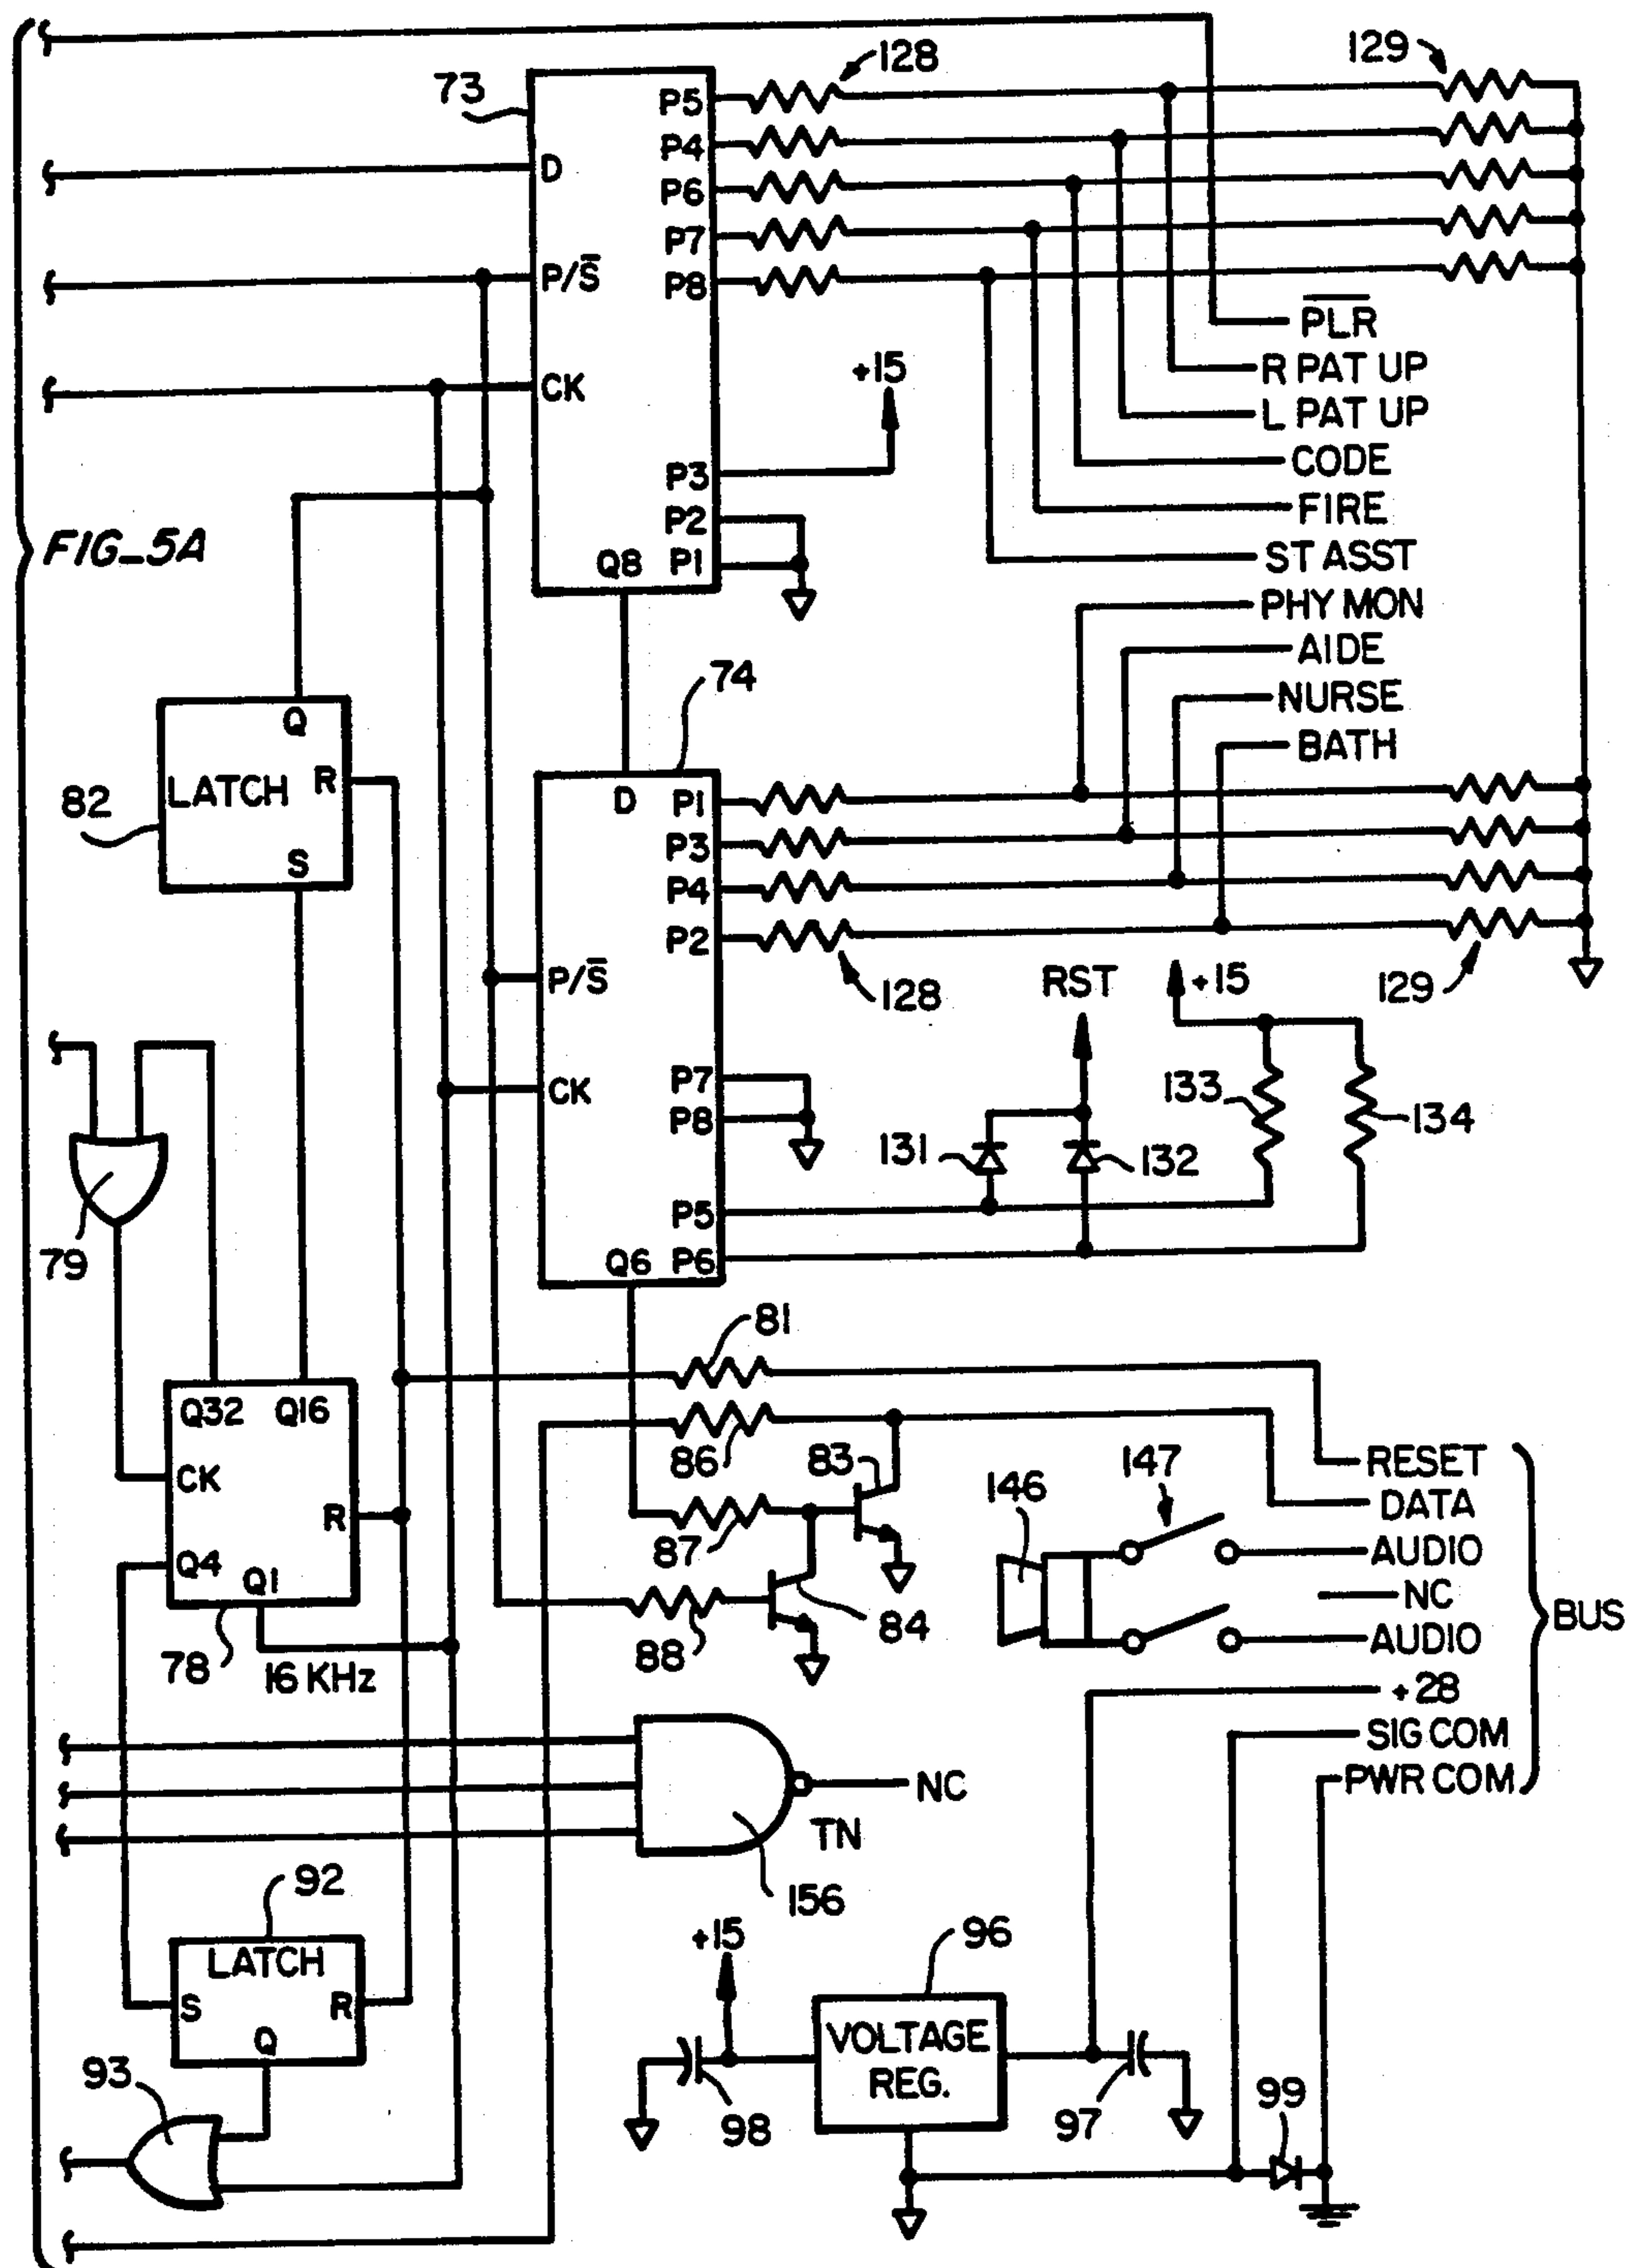 128
129
73
P5
P4
D
P6
P7
P/S̅
P8
P̅L̅R̅
R PAT UP
+15
CK
L PAT UP
CODE
P3
FIRE
P2
FIG_5A
Q8
P1
ST ASST
PHY MON
AIDE
74
NURSE
Q
BATH
LATCH
R
82
D
P1
P3
S
P4
P2
P/S̅
128
RST
+15
129
P7
CK
P8
133
134
131
132
P5
79
Q6
P6
81
Q32
Q16
86
83
147
RESET
CK
146
DATA
R
87
AUDIO
Q4
Q1
NC
84
BUS
78
16 KHz
88
AUDIO
+28
SIG COM
NC
PWR COM
TN
92
156
+15
96
LATCH
S
R
VOLTAGE
REG.
Q
93
98
97
99